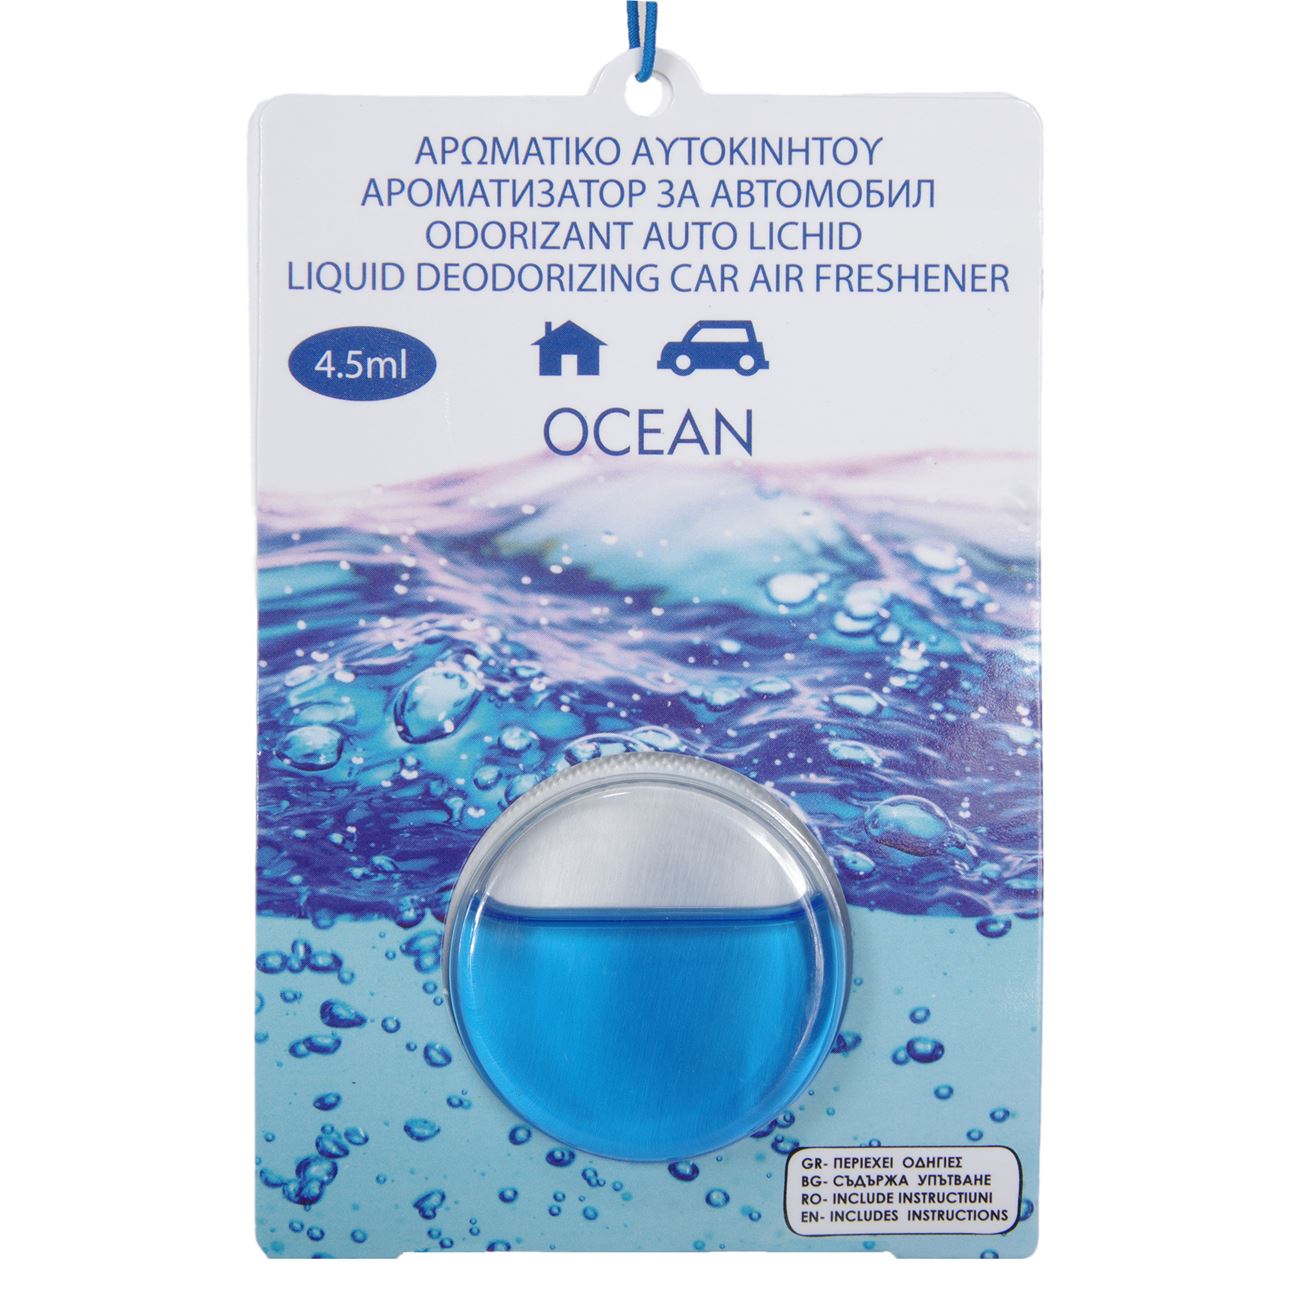 ΑΡΩΜΑΤΙΚΟ ΑΥΤΟΚΙΝΗΤΟΥ
АРОМАТИЗАТОР ЗА АВТОМОБИЛ
ODORIZANT AUTO LICHID
LIQUID DEODORIZING CAR AIR FRESHENER
4.5ml
OCEAN
GR- ΠΕΡΙΕΧΕΙ ΟΔΗΓΙΕΣ
BG- СЪДЪРЖА УПЪТВАНЕ
RO- INCLUDE INSTRUCTIUNI
EN- INCLUDES INSTRUCTIONS